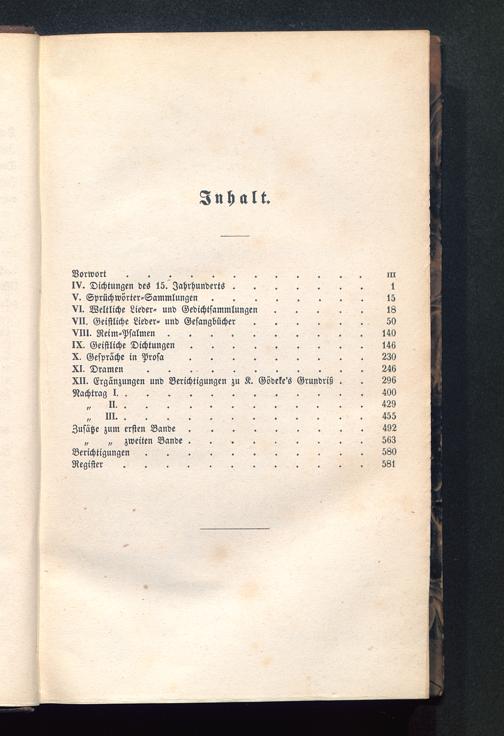 Inhalt.
Vorwort . . . . . . . . . . . III
IV. Dichtungen des 15. Jahrhunderts . . . . . . . 1
V. Sprüchwörter-Sammlungen . . . . . . . . 15
VI. Weltliche Lieder- und Gedichtsammlungen . . . . . 18
VII. Geistliche Lieder- und Gesangbücher . . . . . . 50
VIII. Reim-Psalmen . . . . . . . . . 140
IX. Geistliche Dichtungen . . . . . . . . 146
X. Gespräche in Prosa . . . . . . . . 230
XI. Dramen . . . . . . . . . . 246
XII. Ergänzungen und Berichtigungen zu K. Gödeke's Grundriß . . 296
Nachtrag I. . . . . . . . . . . 400
„ II. . . . . . . . . . . 429
„ III. . . . . . . . . . . 455
Zusätze zum ersten Bande . . . . . . . . 492
„ „ zweiten Bande . . . . . . . . 563
Berichtigungen . . . . . . . . . . 580
Register . . . . . . . . . . . 581